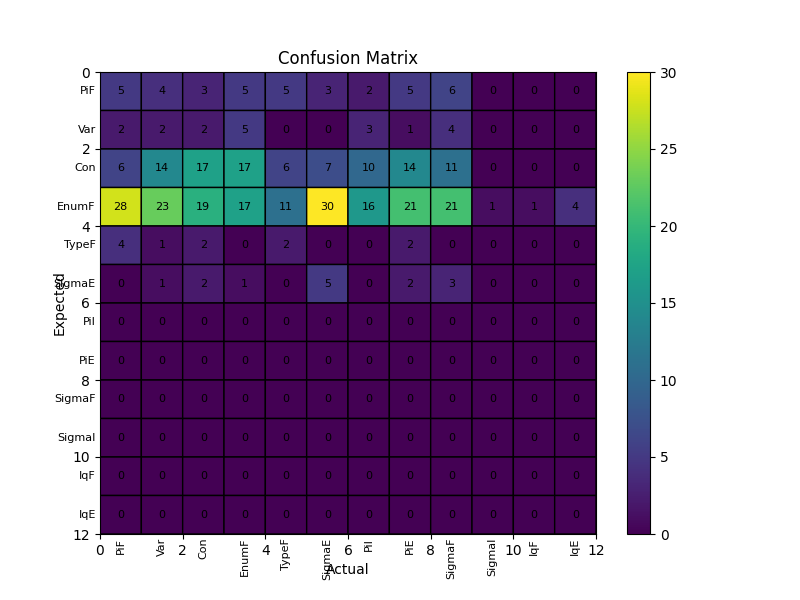 Confusion Matrix
0 PiF 5 4 3 5 5 3 2 5 6 0 0 0 30
Var 2 2 2 5 0 0 3 1 4 0 0 0
2 Con 6 14 17 17 6 7 10 14 11 0 0 0 25
EnumF 28 23 19 17 11 30 16 21 21 1 1 4 20
4 TypeF 4 1 2 0 2 0 0 2 0 0 0 0
SigmaE 0 1 2 1 0 5 0 2 3 0 0 0 15
Expected
6 PiI 0 0 0 0 0 0 0 0 0 0 0 0
PiE 0 0 0 0 0 0 0 0 0 0 0 0 10
8 SigmaF 0 0 0 0 0 0 0 0 0 0 0 0
SigmaI 0 0 0 0 0 0 0 0 0 0 0 0 5
10 IqF 0 0 0 0 0 0 0 0 0 0 0 0
IqE 0 0 0 0 0 0 0 0 0 0 0 0
12 0
0 2 4 6 8 10 12
PiF Var Con EnumF TypeF SigmaE PiI PiE SigmaF SigmaI IqF IqE
Actual